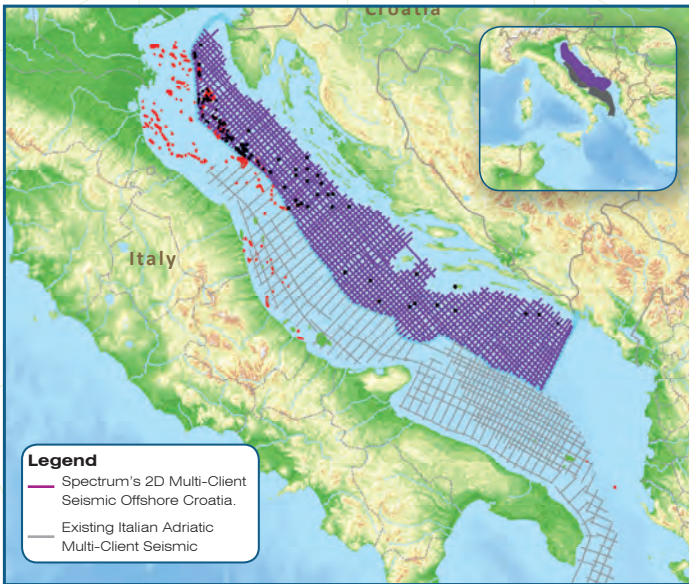 Croatia
Italy
Legend
Spectrum's 2D Multi-Client
Seismic Offshore Croatia.
Existing Italian Adriatic
Multi-Client Seismic